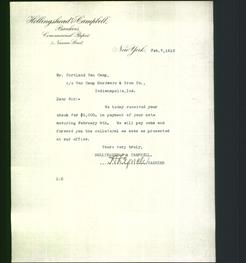 Hollingshead & Campbell,
Bankers,
Commercial Paper
New York, Feb.7,1912
Mr. Cortland Van Camp,
c/o Van Camp Hardware & Iron Co.,
Indianapolis, Ind.
Dear Sir:-
We today received your
check for $5,000, in payment of your note
maturing February 8th. We will pay same and
forward you the collateral as soon as presented
at our office.
Yours very truly,
HOLLINGSHEAD & CAMPBELL,
CASHIER